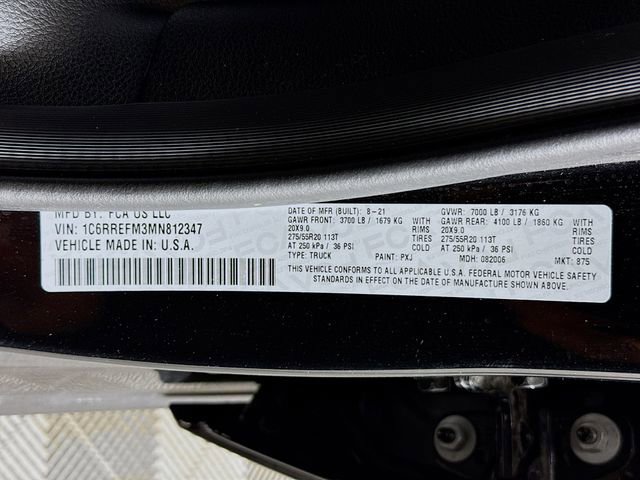 MFD BY: FCA US LLC
VIN: 1C6RREFM3MN812347
VEHICLE MADE IN U.S.A.
DATE OF MFR (BUILT): 8-21 GVWR: 7000 LB / 3176 KG
GAWR FRONT: 3700 LB / 1679 KG GAWR REAR: 4100 LB / 1860 KG
20X9.0 RIMS 20X9.0 RIMS
275/55R20 113T TIRES 275/55R20 113T TIRES
AT 250 kPa / 36 PSI COLD AT 250 kPa / 36 PSI COLD
TYPE: TRUCK PAINT: PXJ MDH: 082006 MKT: 875
THIS VEHICLE CONFORMS TO ALL APPLICABLE U.S.A. FEDERAL MOTOR VEHICLE SAFETY
STANDARDS IN EFFECT ON THE DATE OF MANUFACTURE SHOWN ABOVE.